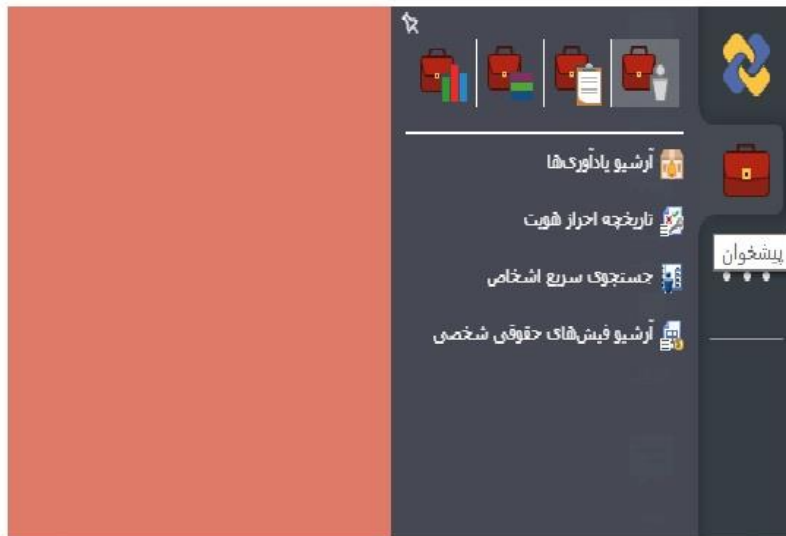 پیشخوان
آرشیو یادآوری‌ها
تاریخچه احراز هویت
جستجوی سریع اشخاص
آرشیو فیش‌های حقوقی شخصی